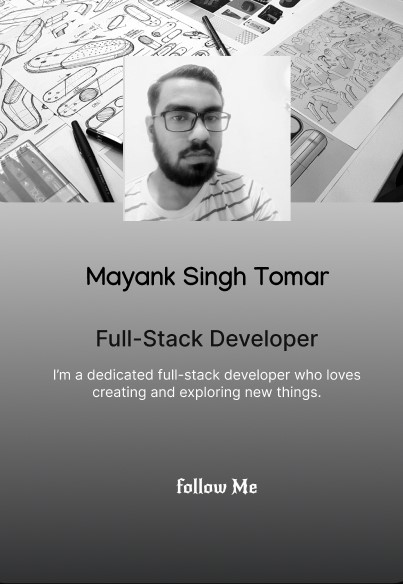 Mayank Singh Tomar
Full-Stack Developer
I'm a dedicated full-stack developer who loves
creating and exploring new things.
follow Me